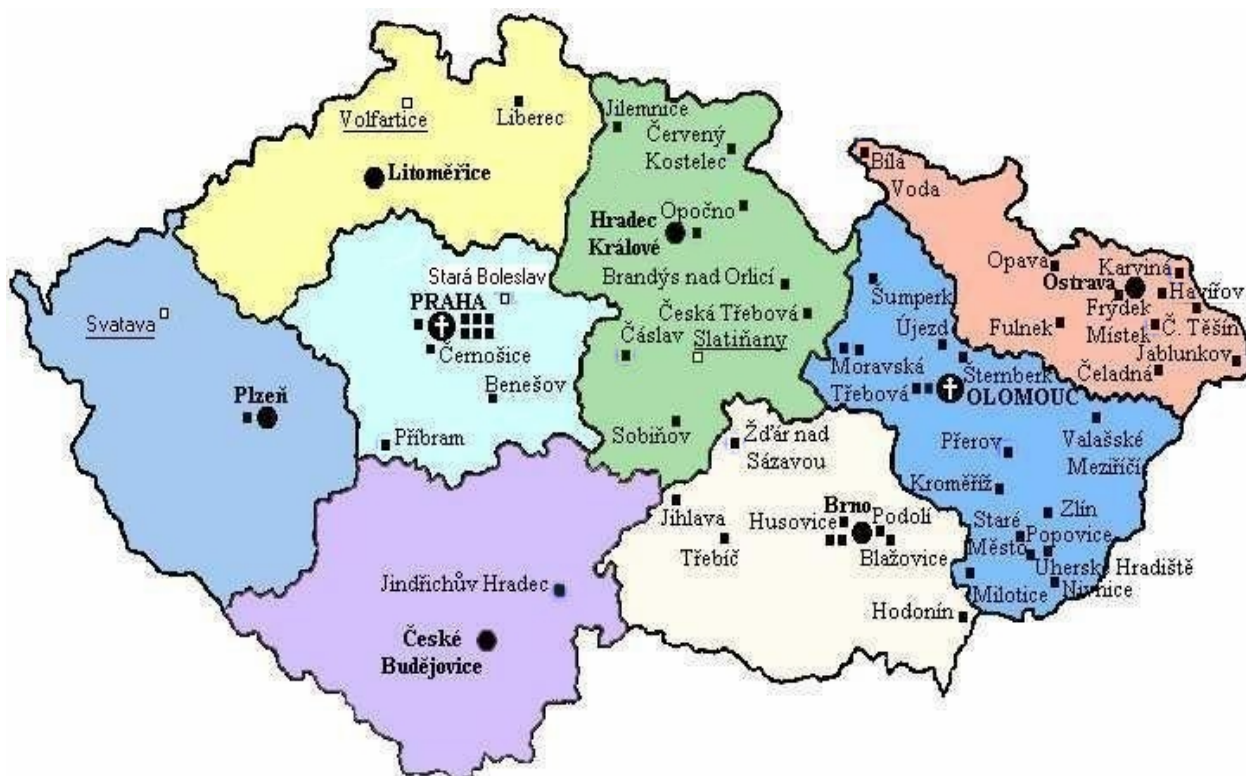 Volfartice
Liberec
Litoměřice
Jilemnice
Červený
Kostelec
Opočno
Hradec
Králové
Brandýs nad Orlicí
Česká Třebová
Čáslav
Slatiňany
Sobiňov
Bílá
Voda
Opava
Karviná
Ostrava
Havířov
Frýdek
Místek
Č. Těšín
Fulnek
Jablunkov
Čeladná
Stará Boleslav
PRAHA
Černošice
Benešov
Příbram
Svatava
Plzeň
Šumperk
Újezd
Moravská
Třebová
Šternberk
OLOMOUC
Přerov
Valašské
Meziříčí
Kroměříž
Zlín
Staré
Město
Popovice
Uherské Hradiště
Nivnice
Milotice
Žďár nad
Sázavou
Jihlava
Třebíč
Brno
Husovice
Podolí
Blažovice
Hodonín
Jindřichův Hradec
České
Budějovice